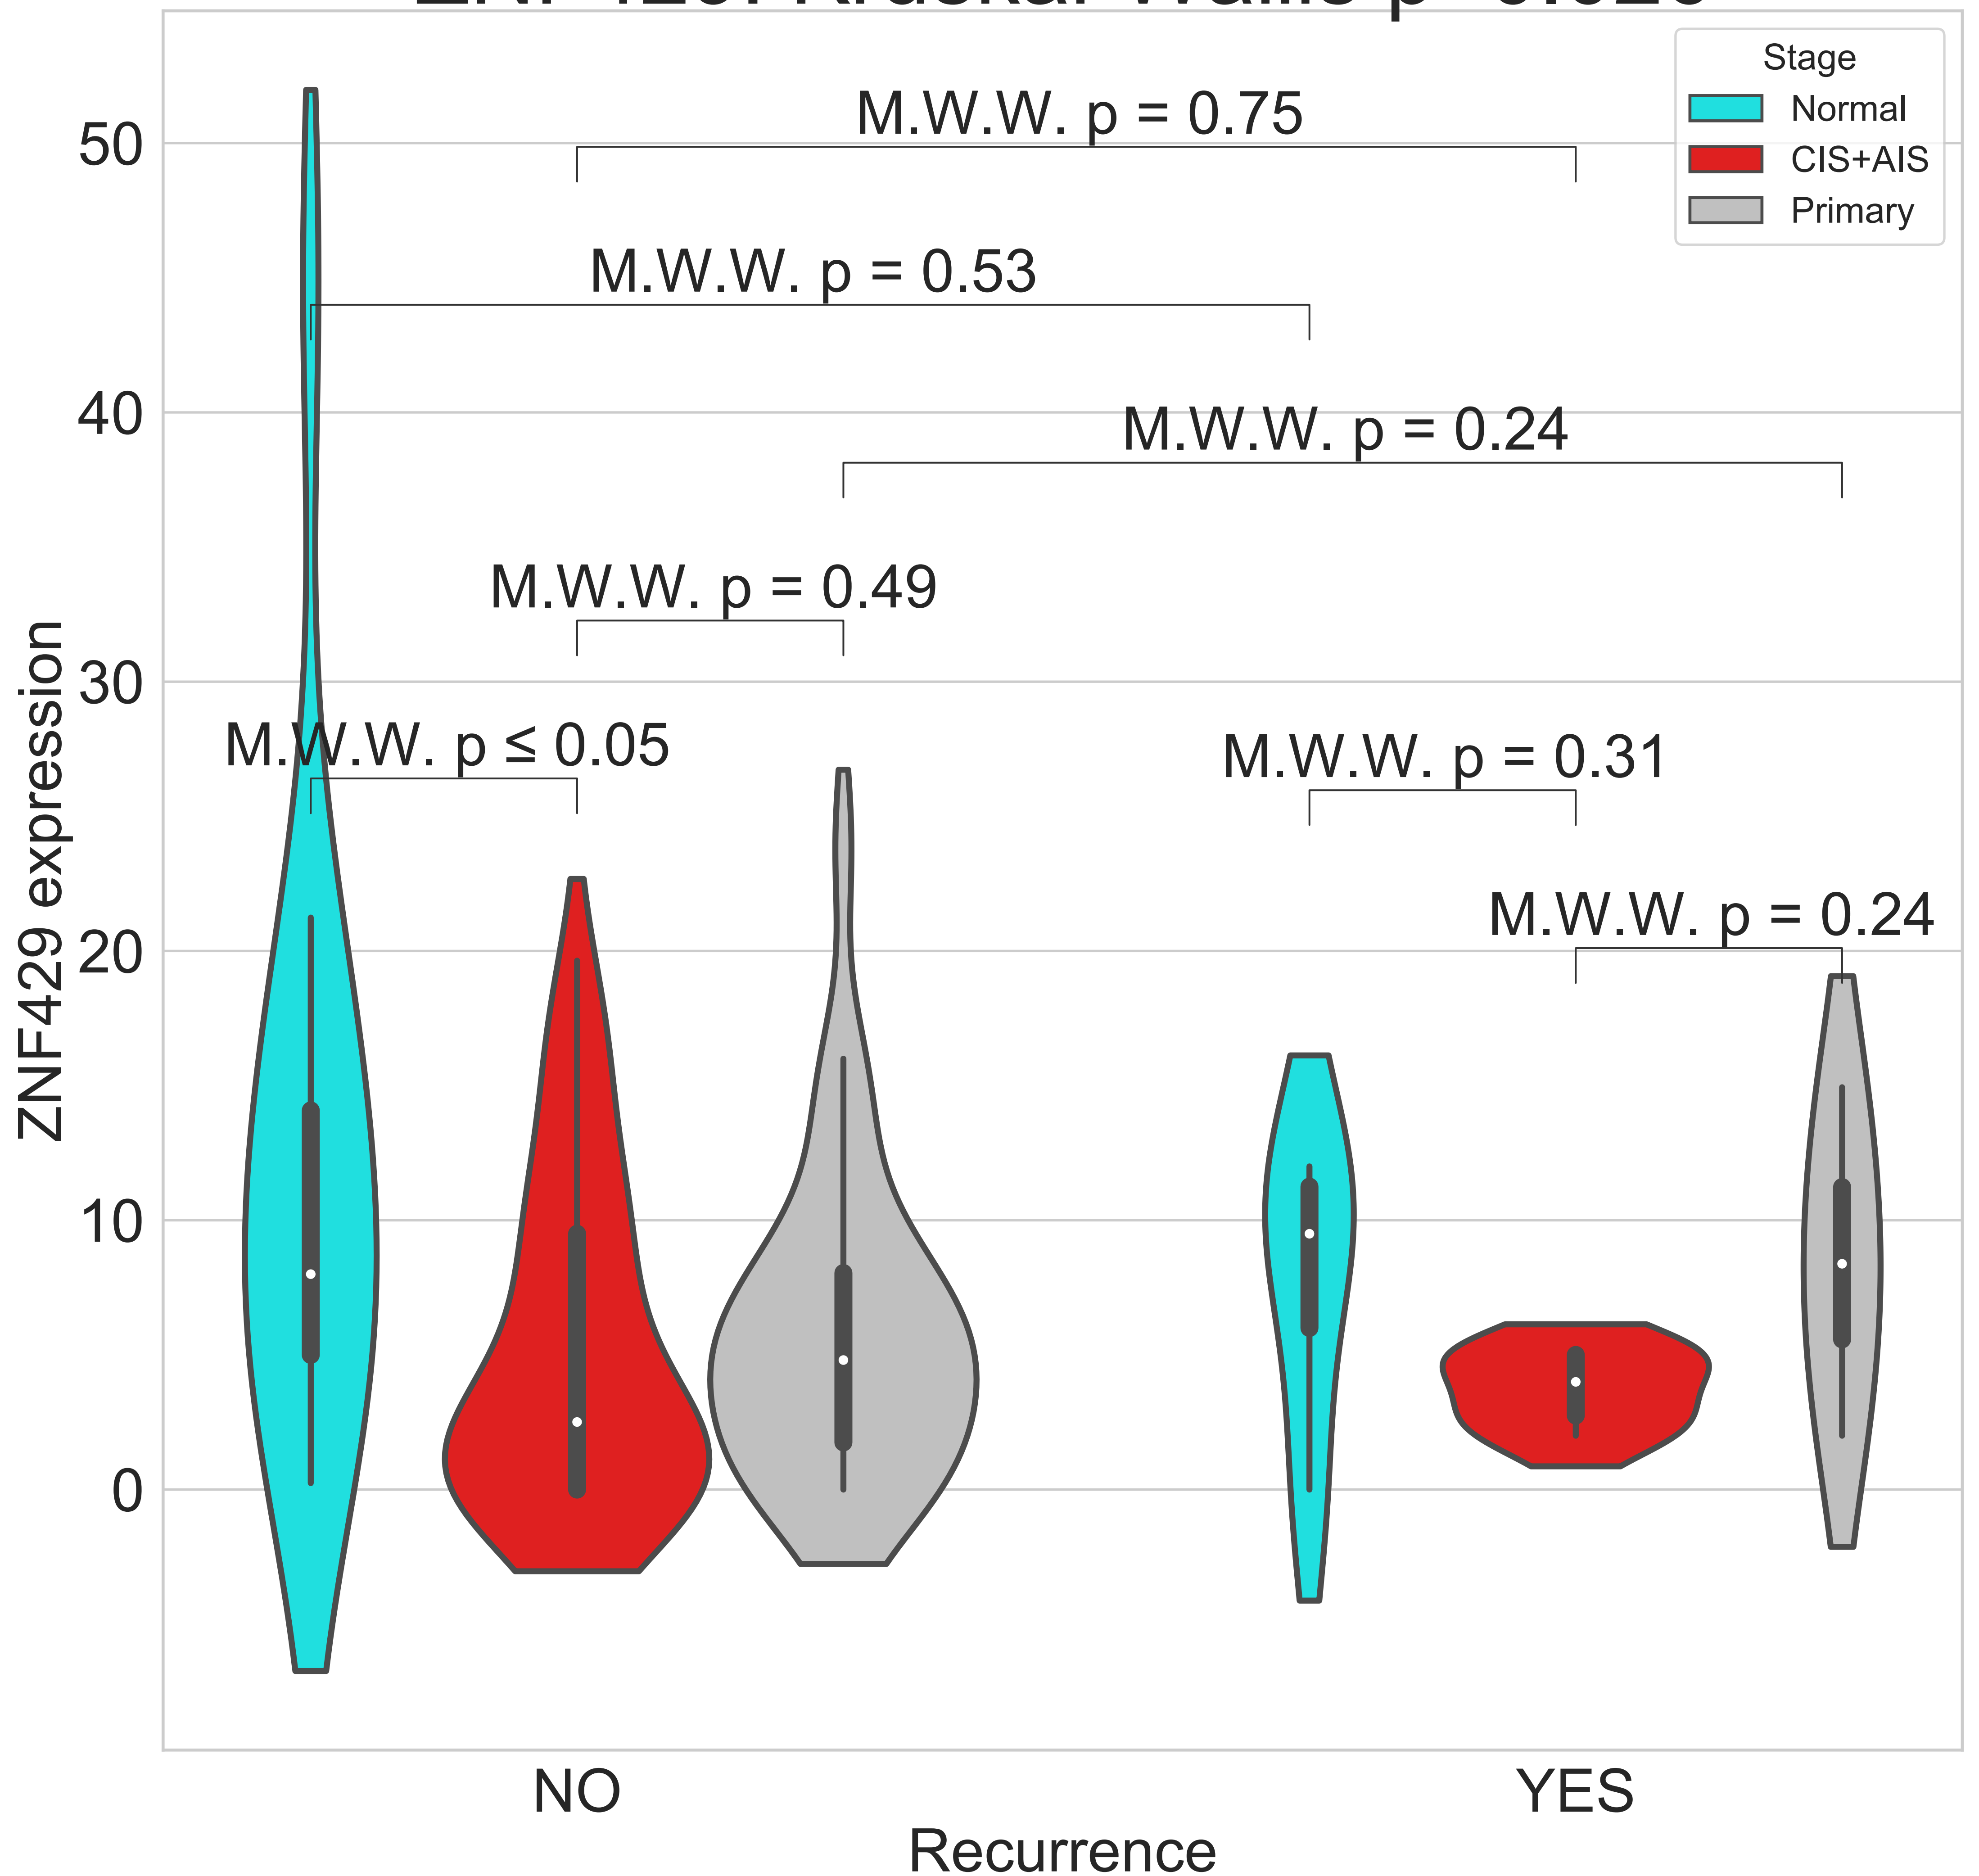 Stage
Normal
CIS+AIS
Primary
M.W.W. p = 0.75
M.W.W. p = 0.53
M.W.W. p = 0.24
M.W.W. p = 0.49
M.W.W. p ≤ 0.05
M.W.W. p = 0.31
M.W.W. p = 0.24
50
40
30
20
10
0
ZNF429 expression
NO
YES
Recurrence